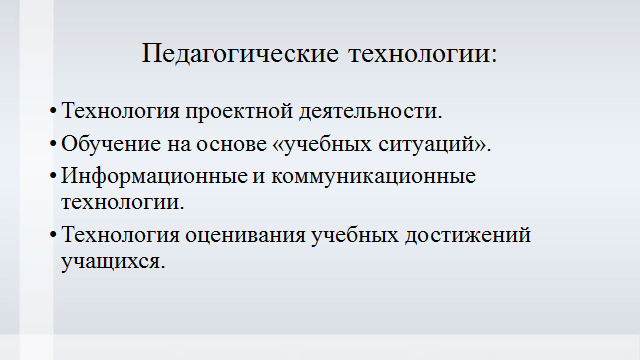 Педагогические технологии:
• Технология проектной деятельности.
• Обучение на основе «учебных ситуаций».
• Информационные и коммуникационные
технологии.
• Технология оценивания учебных достижений
учащихся.